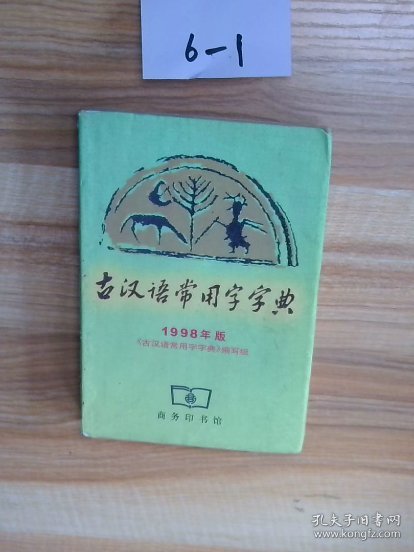 6-1
古汉语常用字字典
1998年版
《古汉语常用字字典》编写组
商务印书馆
孔夫子旧书网
www.kongfz.com